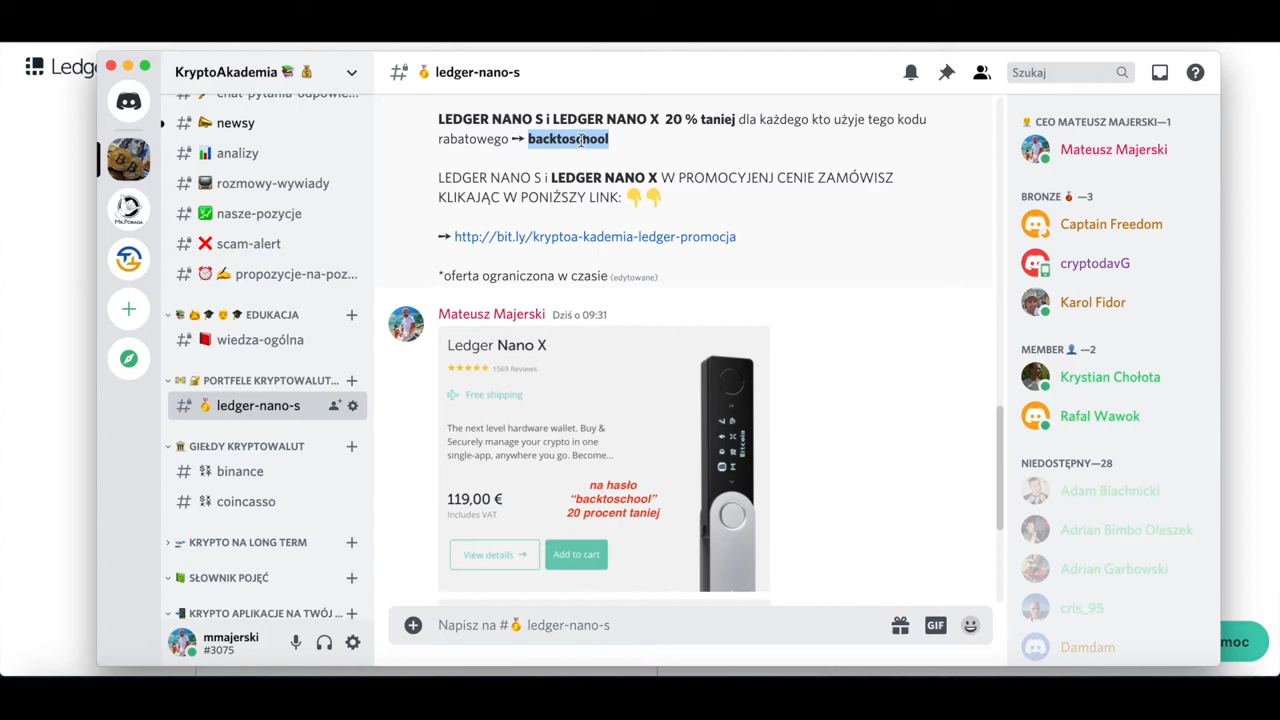 Ledg
KryptoAkademia
chat-pytania-odpowie...
newsy
analizy
rozmowy-wywiady
nasze-pozycje
scam-alert
propozycje-na-poz...
EDUKACJA
wiedza-ogólna
PORTFELE KRYPTOWALUT...
ledger-nano-s
GIEŁDY KRYPTOWALUT
binance
coincasso
KRYPTO NA LONG TERM
SŁOWNIK POJĘĆ
KRYPTO APLIKACJE NA TWÓJ ...
mmajerski
#3075
ledger-nano-s
Szukaj
LEDGER NANO S i LEDGER NANO X 20 % taniej dla każdego kto użyje tego kodu
rabatowego ➙ backtoschool
LEDGER NANO S i LEDGER NANO X W PROMOCYJENJ CENIE ZAMÓWISZ
KLIKAJĄC W PONIŻSZY LINK:
➙ http://bit.ly/kryptoa-kademia-ledger-promocja
*oferta ograniczona w czasie (edytowane)
Mateusz Majerski Dziś o 09:31
Ledger Nano X
1569 Reviews
Free shipping
The next level hardware wallet. Buy &
Securely manage your crypto in one
single-app, anywhere you go. Become...
119,00 €
Includes VAT
na hasło
"backtoschool"
20 procent taniej
View details →
Add to cart
Bitcoin
Napisz na # ledger-nano-s
GIF
CEO MATEUSZ MAJERSKI—1
Mateusz Majerski
BRONZE —3
Captain Freedom
cryptodavG
Karol Fidor
MEMBER —2
Krystian Chołota
Rafal Wawok
NIEDOSTĘPNY—28
Adam Blachnicki
Adrian Bimbo Oleszek
Adrian Garbowski
cris_95
Damdam
moc